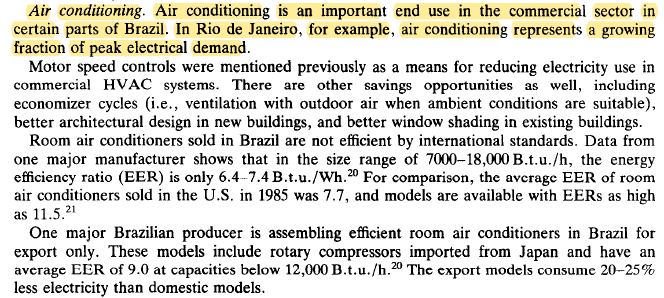 Air conditioning. Air conditioning is an important end use in the commercial sector in
certain parts of Brazil. In Rio de Janeiro, for example, air conditioning represents a growing
fraction of peak electrical demand.
Motor speed controls were mentioned previously as a means for reducing electricity use in
commercial HVAC systems. There are other savings opportunities as well, including
economizer cycles (i.e., ventilation with outdoor air when ambient conditions are suitable),
better architectural design in new buildings, and better window shading in existing buildings.
Room air conditioners sold in Brazil are not efficient by international standards. Data from
one major manufacturer shows that in the size range of 7000–18,000 B.t.u./h, the energy
efficiency ratio (EER) is only 6.4–7.4 B.t.u./Wh.²⁰ For comparison, the average EER of room
air conditioners sold in the U.S. in 1985 was 7.7, and models are available with EERs as high
as 11.5.²¹
One major Brazilian producer is assembling efficient room air conditioners in Brazil for
export only. These models include rotary compressors imported from Japan and have an
average EER of 9.0 at capacities below 12,000 B.t.u./h.²⁰ The export models consume 20–25%
less electricity than domestic models.